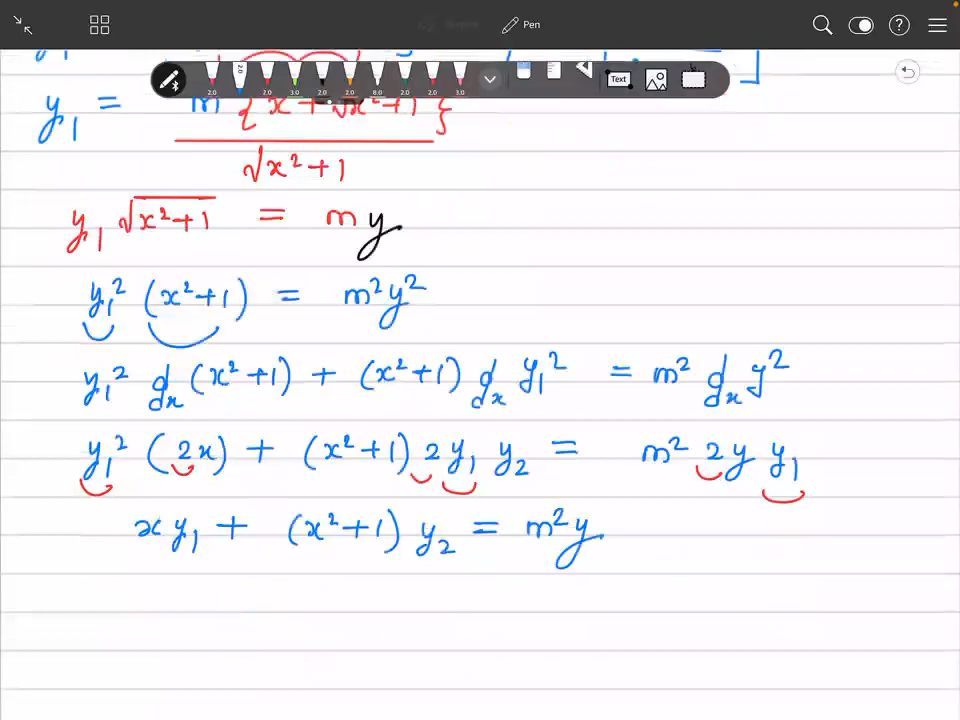 Pen
Text
y₁ = m {x + √x²+1}
√x²+1
y₁ √x²+1 = my
y₁² (x²+1) = m²y²
y₁² d/dx (x²+1) + (x²+1) d/dx y₁² = m² d/dx y²
y₁² (2x) + (x²+1) 2y₁ y₂ = m² 2y y₁
xy₁ + (x²+1) y₂ = m²y